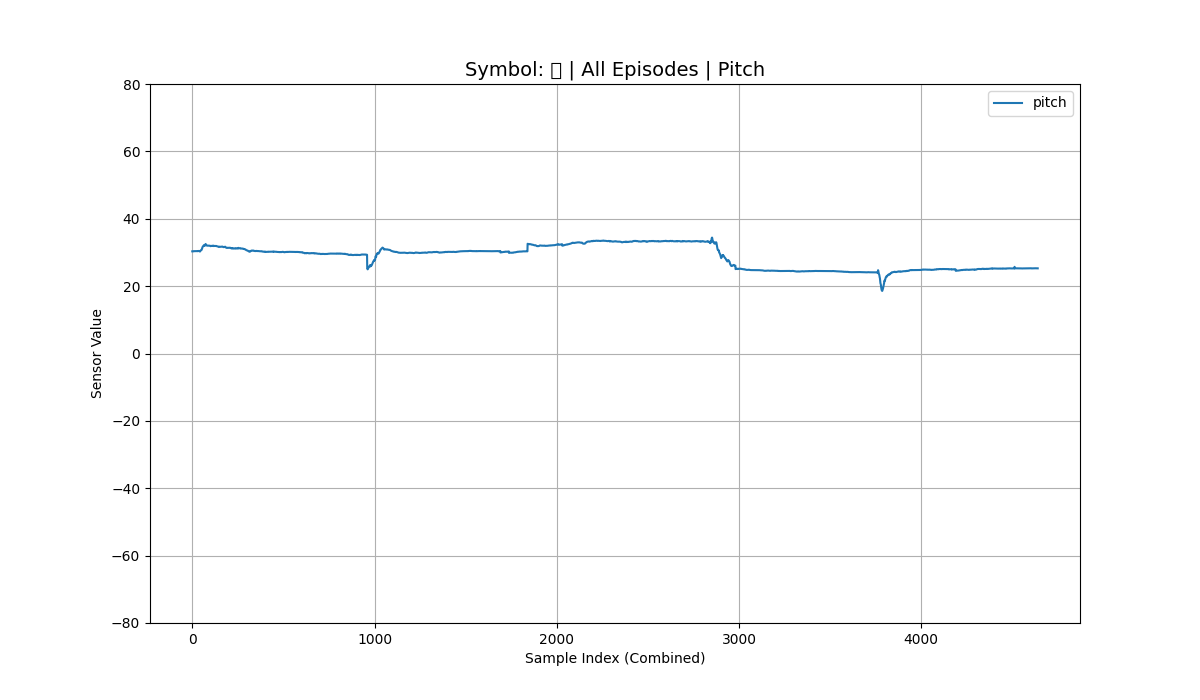 Symbol: | All Episodes | Pitch
pitch
80
60
40
20
0
−20
−40
−60
−80
Sensor Value
0 1000 2000 3000 4000
Sample Index (Combined)